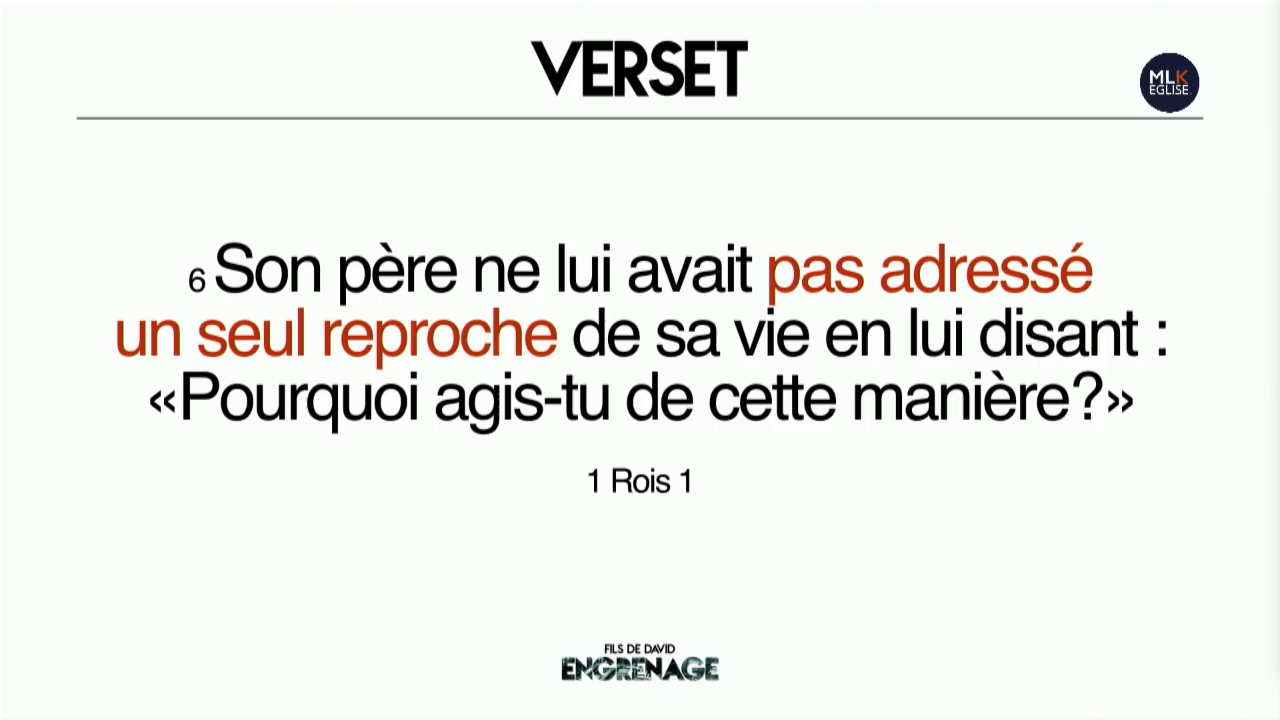 VERSET
MLK
EGLISE.
6 Son père ne lui avait pas adressé
un seul reproche de sa vie en lui disant :
«Pourquoi agis-tu de cette manière?»
1 Rois 1
FILS DE DAVID
ENGRENAGE